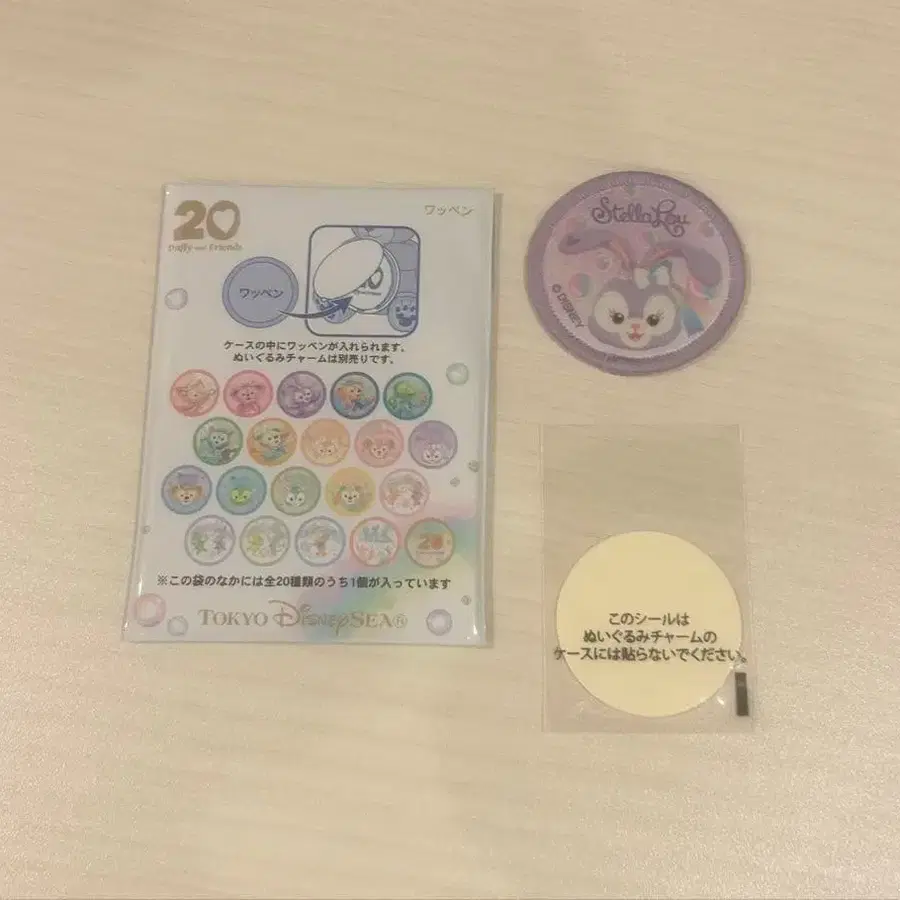 20
Duffy and Friends
ワッペン
ワッペン
20
ケースの中にワッペンが入れられます。
ぬいぐるみチャームは別売りです。
20
※この袋のなかには全20種類のうち1個が入っています
TOKYO DISNEYSEA®
StellaLou
© DISNEY
このシールは
ぬいぐるみチャームの
ケースには貼らないでください。